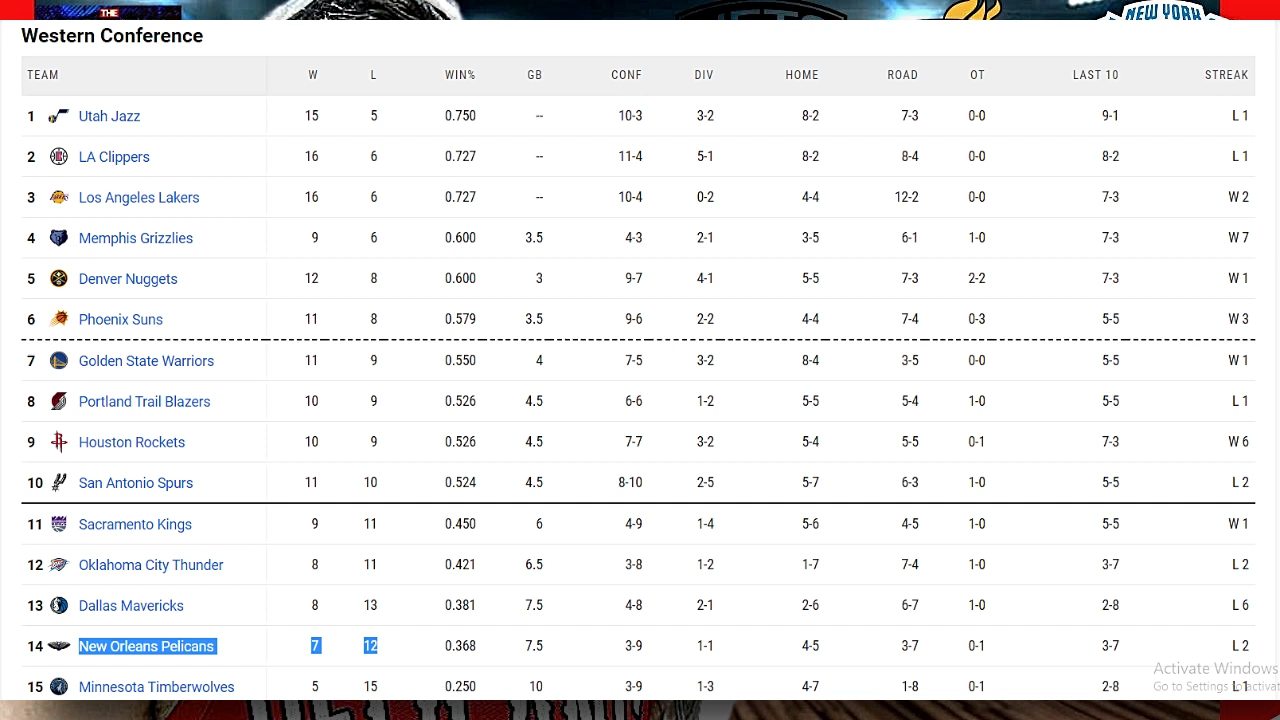 THE
NEW YORK
Western Conference
TEAM W L WIN% GB CONF DIV HOME ROAD OT LAST 10 STREAK
1 Utah Jazz 15 5 0.750 -- 10-3 3-2 8-2 7-3 0-0 9-1 L 1
2 LA Clippers 16 6 0.727 -- 11-4 5-1 8-2 8-4 0-0 8-2 L 1
3 Los Angeles Lakers 16 6 0.727 -- 10-4 0-2 4-4 12-2 0-0 7-3 W 2
4 Memphis Grizzlies 9 6 0.600 3.5 4-3 2-1 3-5 6-1 1-0 7-3 W 7
5 Denver Nuggets 12 8 0.600 3 9-7 4-1 5-5 7-3 2-2 7-3 W 1
6 Phoenix Suns 11 8 0.579 3.5 9-6 2-2 4-4 7-4 0-3 5-5 W 3
7 Golden State Warriors 11 9 0.550 4 7-5 3-2 8-4 3-5 0-0 5-5 W 1
8 Portland Trail Blazers 10 9 0.526 4.5 6-6 1-2 5-5 5-4 1-0 5-5 L 1
9 Houston Rockets 10 9 0.526 4.5 7-7 3-2 5-4 5-5 0-1 7-3 W 6
10 San Antonio Spurs 11 10 0.524 4.5 8-10 2-5 5-7 6-3 1-0 5-5 L 2
11 Sacramento Kings 9 11 0.450 6 4-9 1-4 5-6 4-5 1-0 5-5 W 1
12 Oklahoma City Thunder 8 11 0.421 6.5 3-8 1-2 1-7 7-4 1-0 3-7 L 2
13 Dallas Mavericks 8 13 0.381 7.5 4-8 2-1 2-6 6-7 1-0 2-8 L 6
14 New Orleans Pelicans 7 12 0.368 7.5 3-9 1-1 4-5 3-7 0-1 3-7 L 2
15 Minnesota Timberwolves 5 15 0.250 10 3-9 1-3 4-7 1-8 0-1 2-8 L 1
Activate Windows
Go to Settings to activat